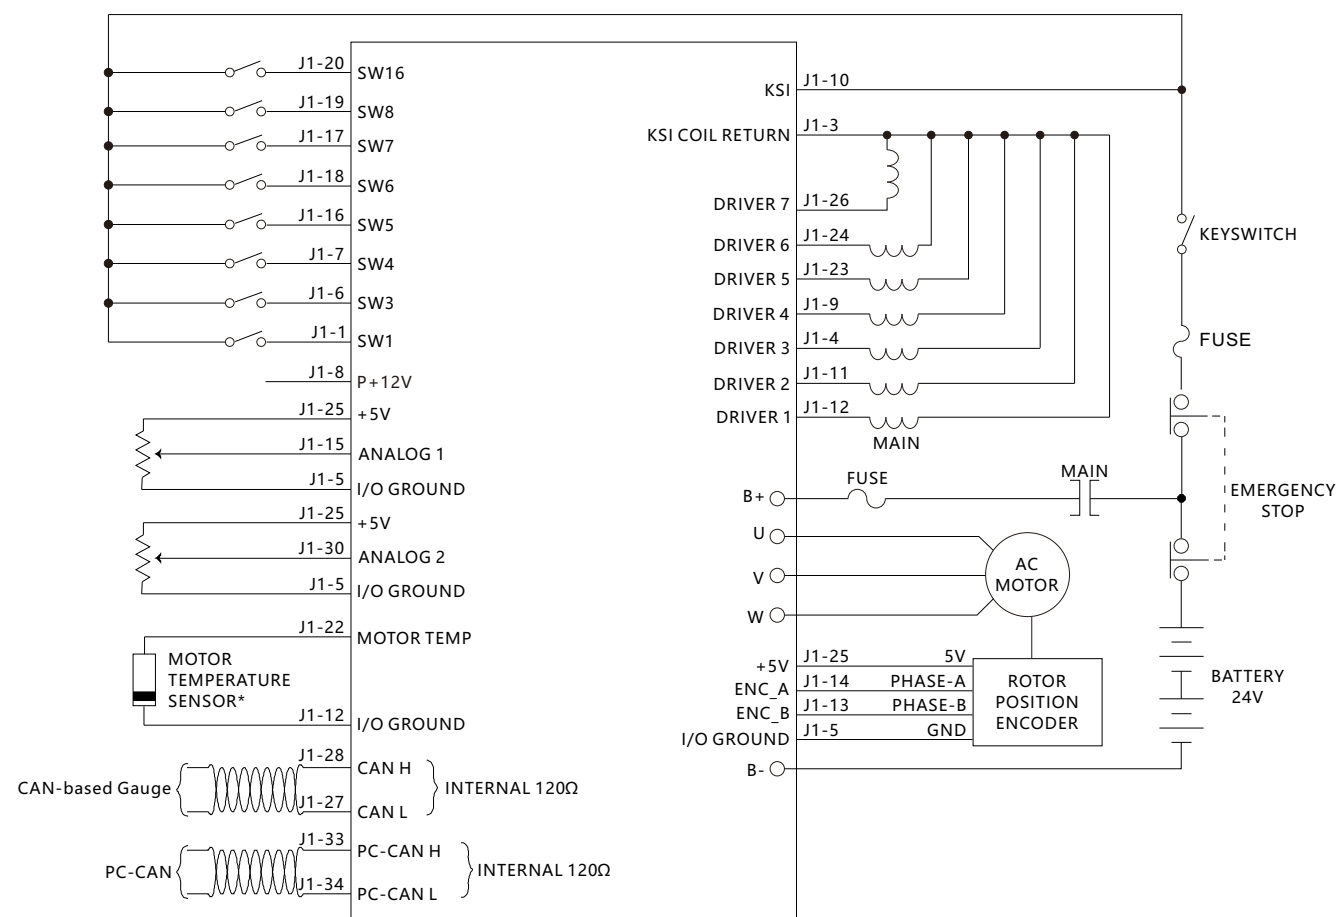 J1-20 SW16
J1-19 SW8
J1-17 SW7
J1-18 SW6
J1-16 SW5
J1-7 SW4
J1-6 SW3
J1-1 SW1
J1-8 P+12V
J1-25 +5V
J1-15 ANALOG 1
J1-5 I/O GROUND
J1-25 +5V
J1-30 ANALOG 2
J1-5 I/O GROUND
J1-22 MOTOR TEMP
MOTOR
TEMPERATURE
SENSOR*
J1-12 I/O GROUND
J1-28 CAN H
CAN-based Gauge
INTERNAL 120Ω
J1-27 CAN L
J1-33 PC-CAN H
PC-CAN
INTERNAL 120Ω
J1-34 PC-CAN L
KSI J1-10
KSI COIL RETURN J1-3
DRIVER 7 J1-26
DRIVER 6 J1-24
DRIVER 5 J1-23
DRIVER 4 J1-9
DRIVER 3 J1-4
DRIVER 2 J1-11
DRIVER 1 J1-12
MAIN
KEYSWITCH
FUSE
EMERGENCY
STOP
B+
FUSE
MAIN
U
V
W
AC
MOTOR
+5V J1-25 5V
ENC_A J1-14 PHASE-A
ENC_B J1-13 PHASE-B
I/O GROUND J1-5 GND
ROTOR
POSITION
ENCODER
B-
BATTERY
24V